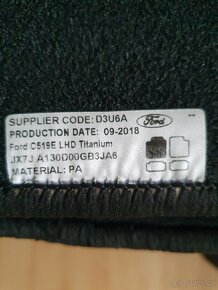 SUPPLIER CODE: D3U6A
Ford
PRODUCTION DATE: 09-2018
Ford C519E LHD Titanium
JX7J A130D00GB3JA6
MATERIAL: PA